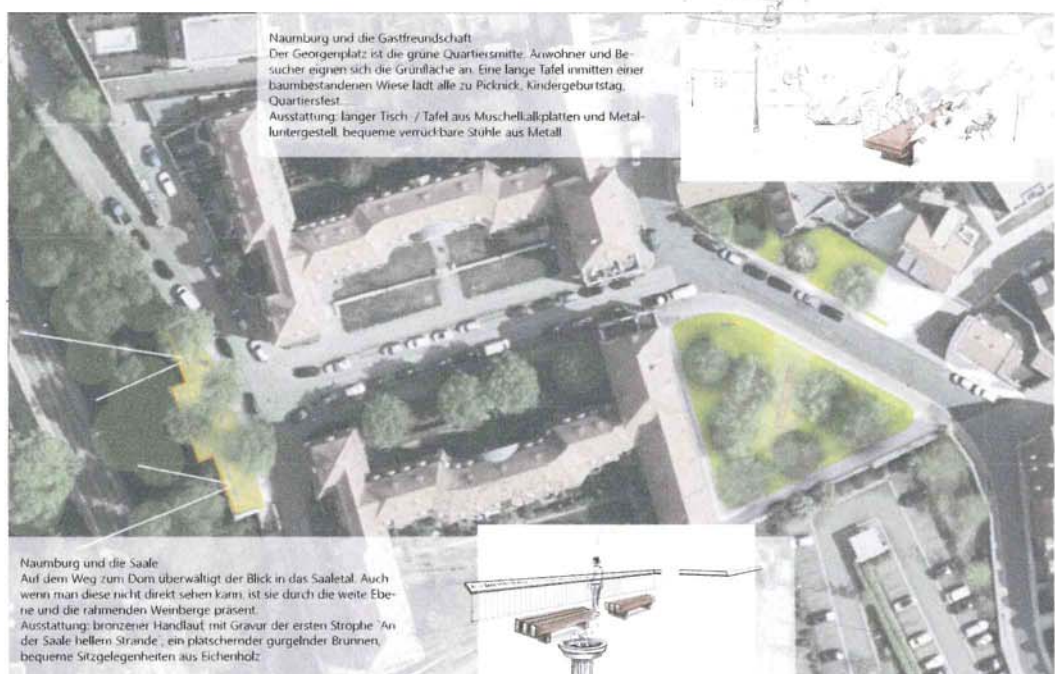 Naumburg und die Gastfreundschaft
Der Georgenplatz ist die grüne Quartiersmitte. Anwohner und Be-
sucher eignen sich die Grünfläche an. Eine lange Tafel inmitten einer
baumbestandenen Wiese lädt alle zu Picknick, Kindergeburtstag,
Quartiersfest....
Ausstattung: langer Tisch / Tafel aus Muschelkalkplatten und Metal-
luntergestell, bequeme verrückbare Stühle aus Metall
Naumburg und die Saale
Auf dem Weg zum Dom überwältigt der Blick in das Saaletal. Auch
wenn man diese nicht direkt sehen kann, ist sie durch die weite Ebe-
ne und die rahmenden Weinberge präsent.
Ausstattung: bronzener Handlauf mit Gravur der ersten Strophe "An
der Saale hellem Strande", ein plätschernder gurgelnder Brunnen,
bequeme Sitzgelegenheiten aus Eichenholz